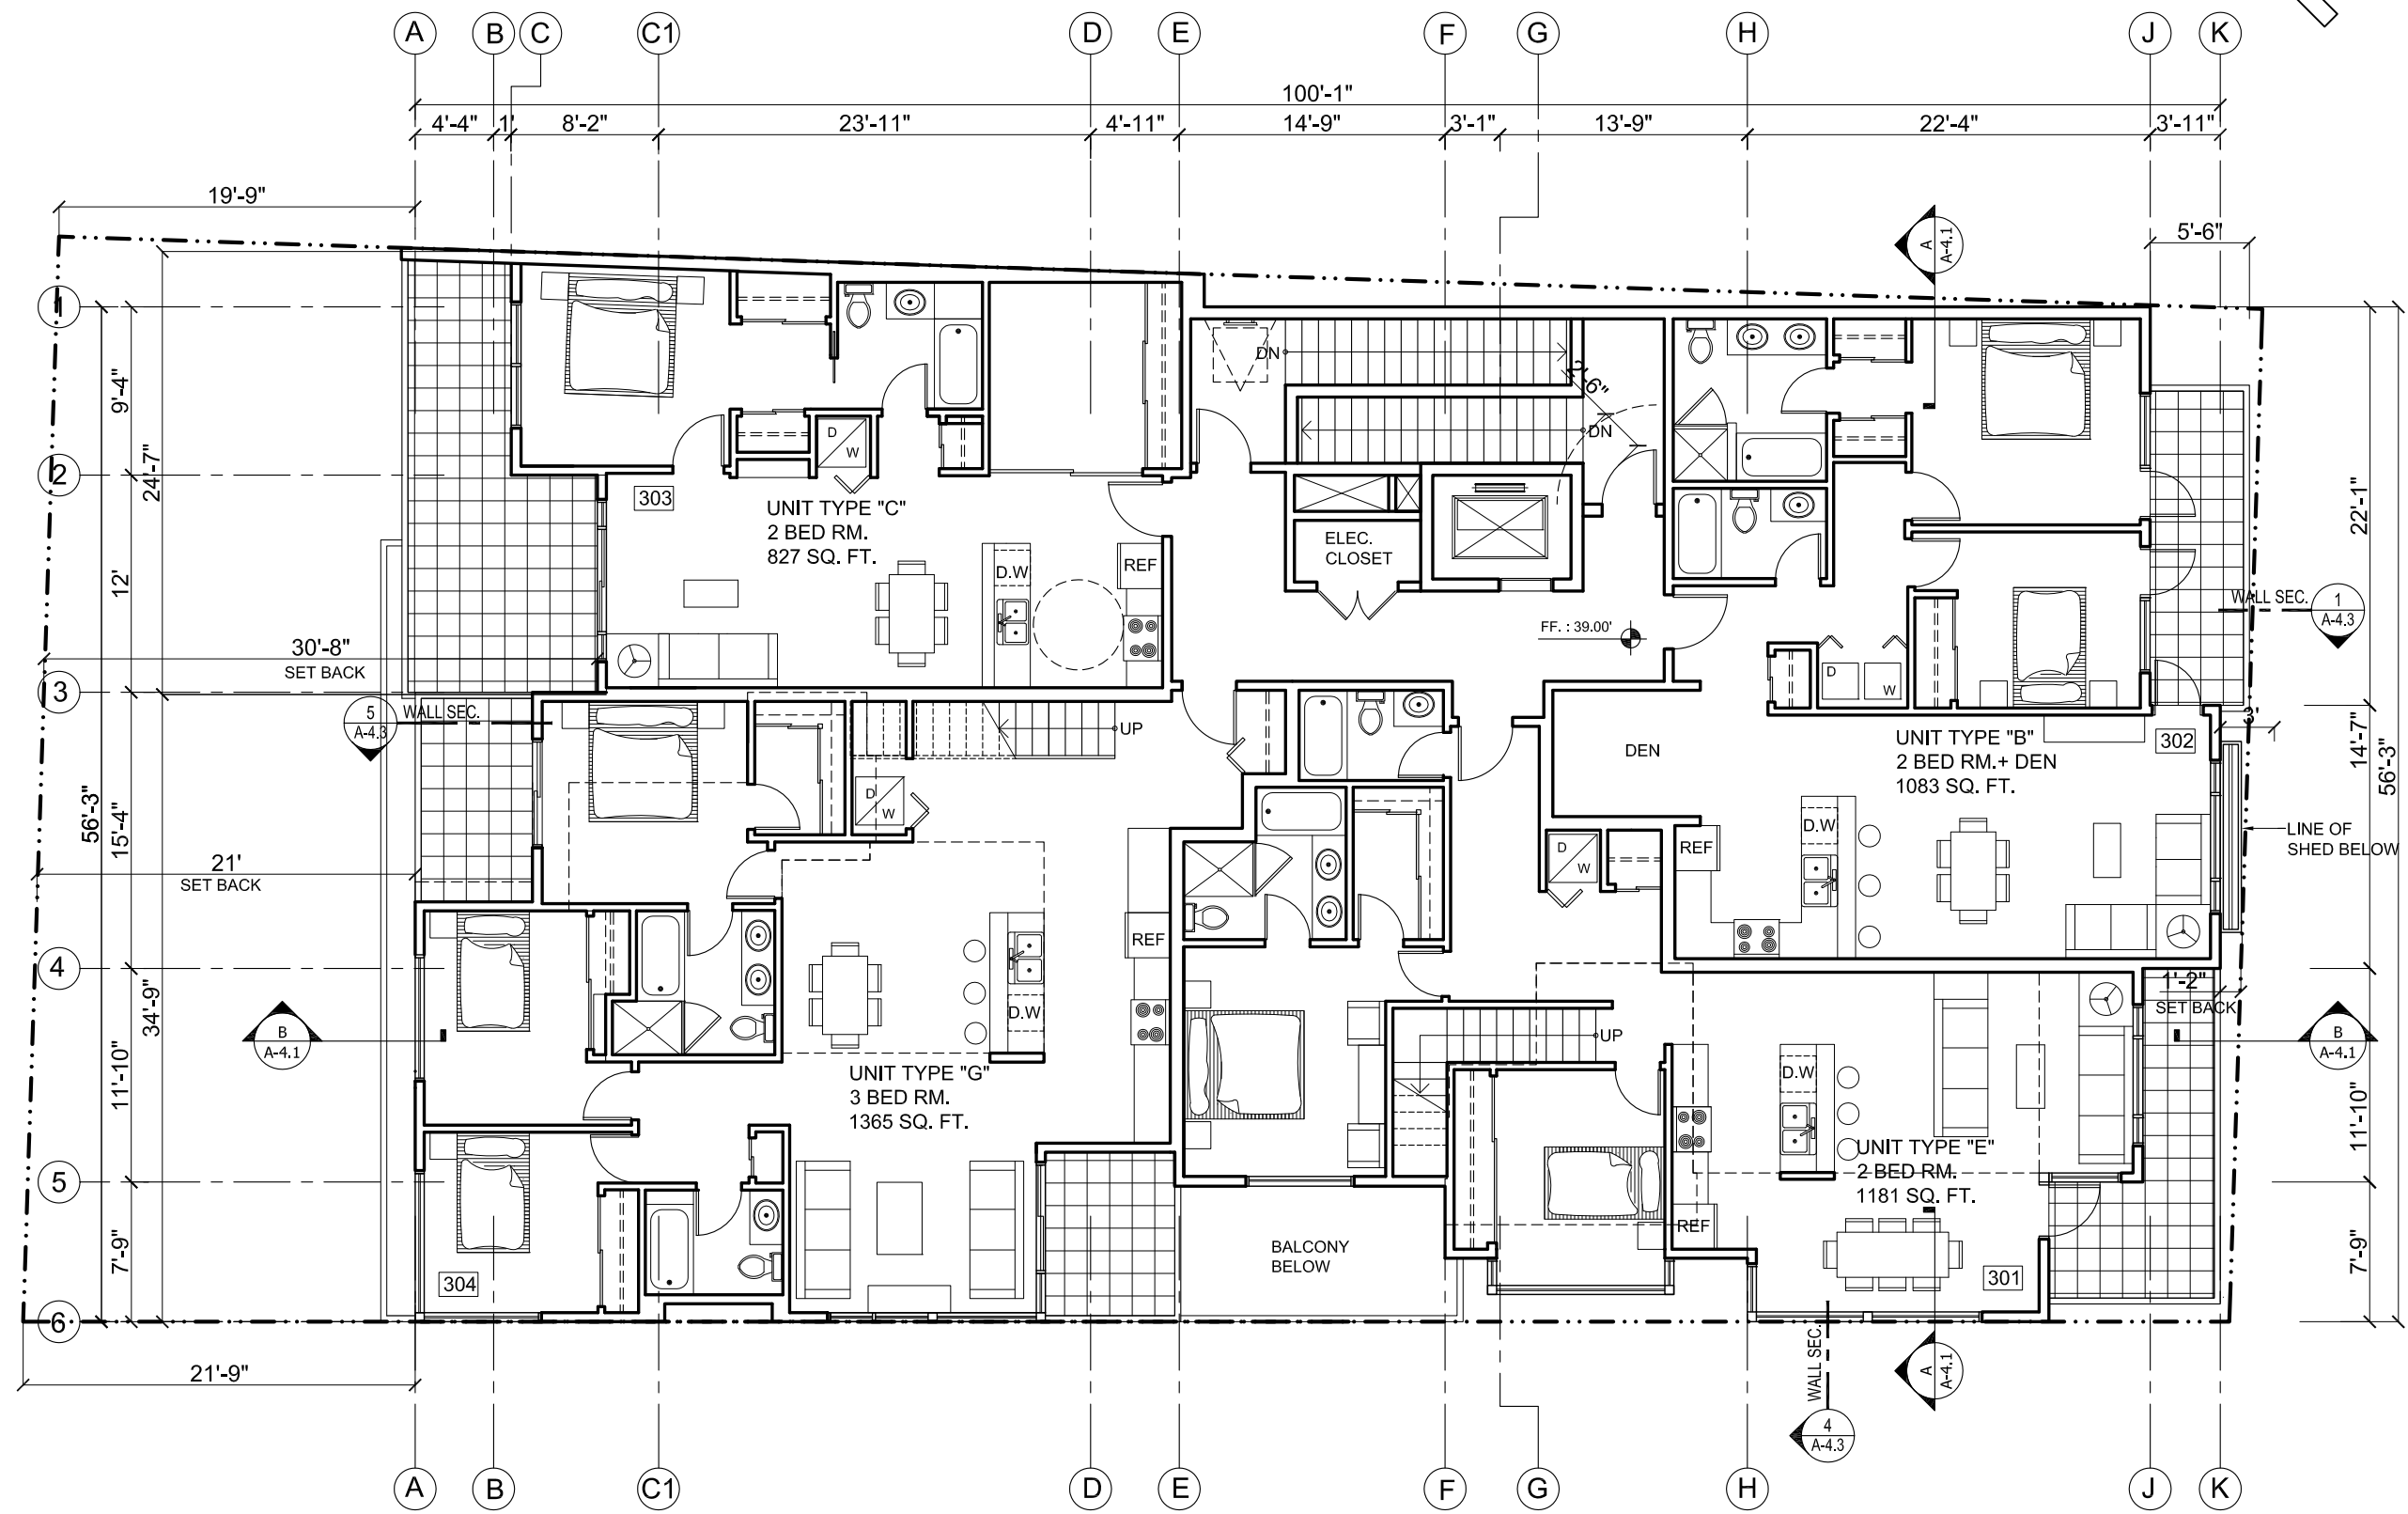 A B C C1 D E F G H J K
100'-1"
4'-4" 1' 8'-2" 23'-11" 4'-11" 14'-9" 3'-1" 13'-9" 22'-4" 3'-11"
19'-9"
A
A-4.1
5'-6"
1
DN
2'-6"
9'-4"
DN
D
W
2
24'-7"
303
UNIT TYPE "C"
2 BED RM.
827 SQ. FT.
22'-1"
ELEC.
CLOSET
D.W
REF
12'
WALL SEC.
1
A-4.3
FF. : 39.00'
30'-8"
SET BACK
3
D
W
5
A-4.3
WALL SEC.
UP
DEN
UNIT TYPE "B"
2 BED RM.+ DEN
1083 SQ. FT.
302
3'
14'-7"
56'-3"
56'-3"
15'-4"
D
W
D.W
REF
LINE OF
SHED BELOW
21'
SET BACK
D
W
REF
4
34'-9"
1'-2"
SET BACK
D.W
B
A-4.1
UP
B
A-4.1
11'-10"
UNIT TYPE "G"
3 BED RM.
1365 SQ. FT.
D.W
11'-10"
5
UNIT TYPE "E"
2 BED RM.
1181 SQ. FT.
REF
7'-9"
BALCONY
BELOW
304
301
7'-9"
6
21'-9"
WALL SEC.
A
A-4.1
4
A-4.3
A B C1 D E F G H J K